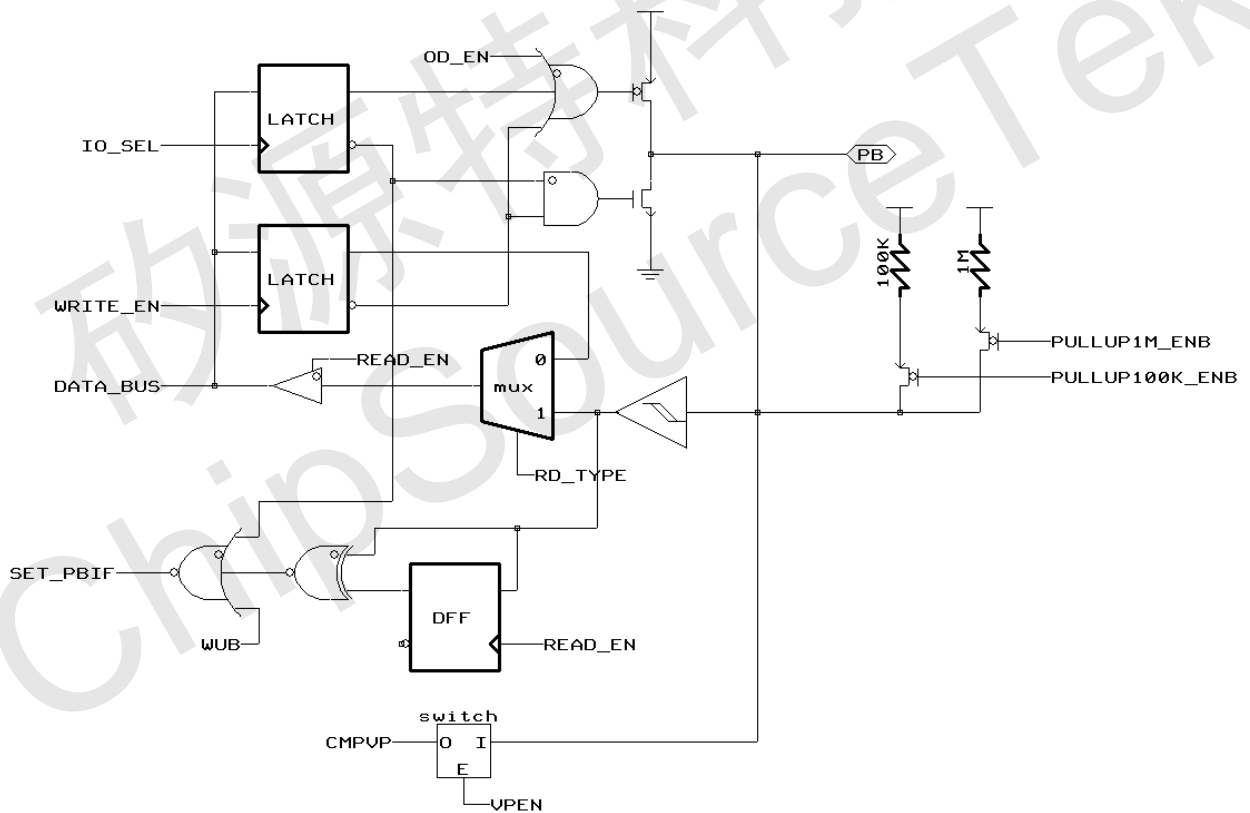 OD_EN
LATCH
IO_SEL
PB
100K
1M
LATCH
WRITE_EN
PULLUP1M_ENB
READ_EN
0
mux
PULLUP100K_ENB
DATA_BUS
1
RD_TYPE
SET_PBIF
DFF
WUB
READ_EN
switch
CMPVP
O I
E
VPEN
矽源特科
ChipSourceTek